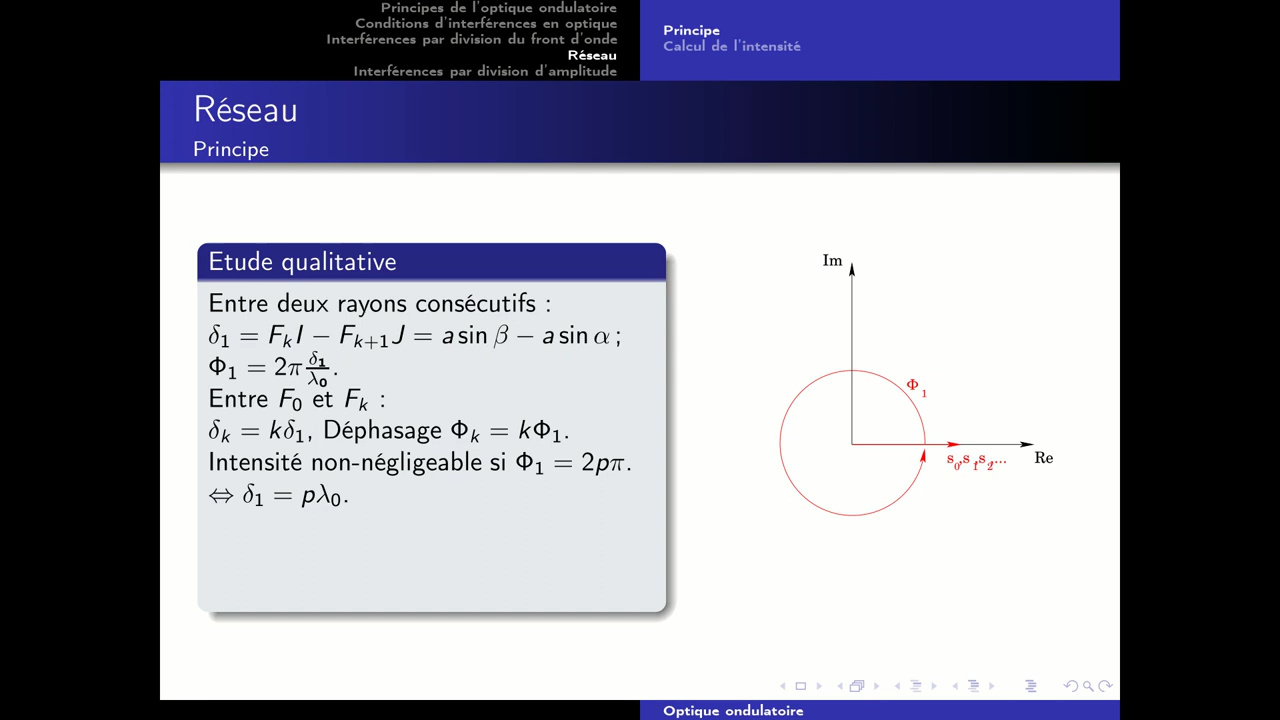 Principes de l'optique ondulatoire
Conditions d'interférences en optique
Interférences par division du front d'onde
Réseau
Interférences par division d'amplitude
Principe
Calcul de l'intensité
Réseau
Principe
Etude qualitative
Entre deux rayons consécutifs :
δ₁ = FₖI − Fₖ₊₁J = a sin β − a sin α ;
Φ₁ = 2π δ₁/λ₀.
Entre F₀ et Fₖ :
δₖ = kδ₁, Déphasage Φₖ = kΦ₁.
Intensité non-négligeable si Φ₁ = 2pπ.
⇔ δ₁ = pλ₀.
Im
Φ₁
s₀,s₁,s₂,...
Re
Optique ondulatoire